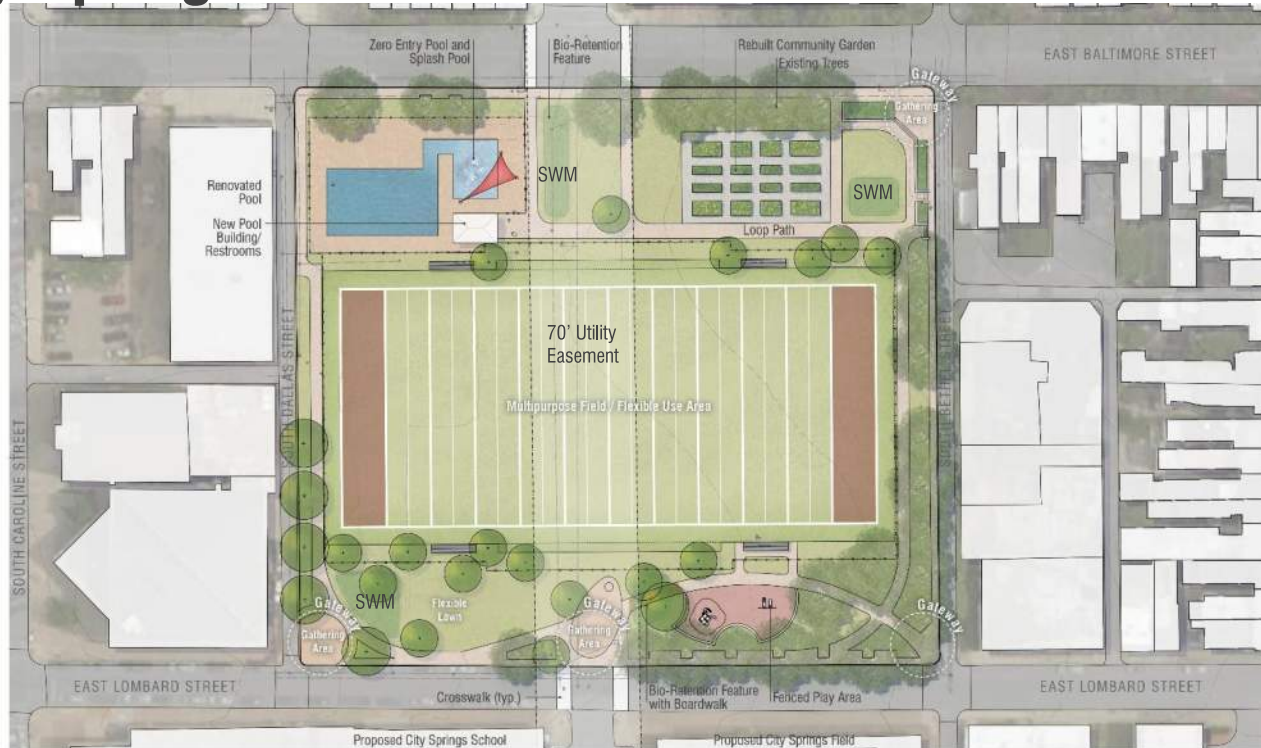 Zero Entry Pool and
Splash Pool
Bio-Retention
Feature
Rebuilt Community Garden
Existing Trees
EAST BALTIMORE STREET
Gateway
Gathering
Area
Renovated
Pool
New Pool
Building/
Restrooms
SWM
SWM
Loop Path
70' Utility
Easement
Multipurpose Field / Flexible Use Area
SOUTH CAROLINE STREET
SOUTH DALLAS STREET
SOUTH BETHEL STREET
SWM
Flexible
Lawn
Gateway
Gathering
Area
Gateway
Gathering
Area
Gateway
EAST LOMBARD STREET
Crosswalk (typ.)
Bio-Retention Feature
with Boardwalk
Fenced Play Area
EAST LOMBARD STREET
Proposed City Springs School
Proposed City Springs Field